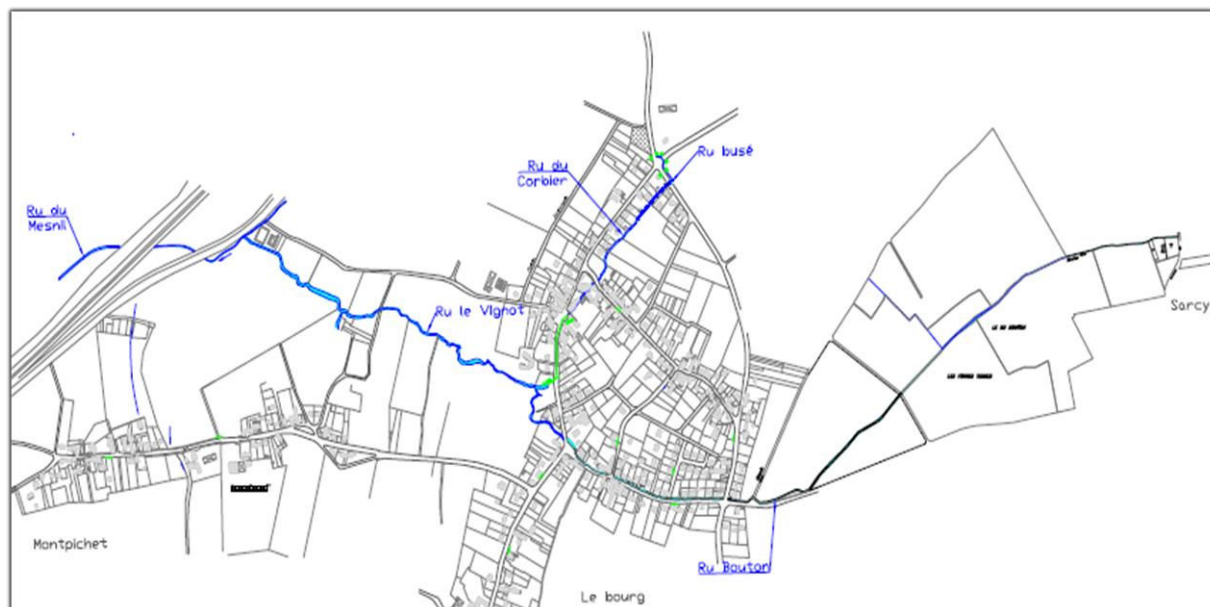 Ru busé
Ru du
Corbier
Ru du
Mesnil
Ru le Vignot
Sarcy
Montpichet
Ru Bouton
Le bourg